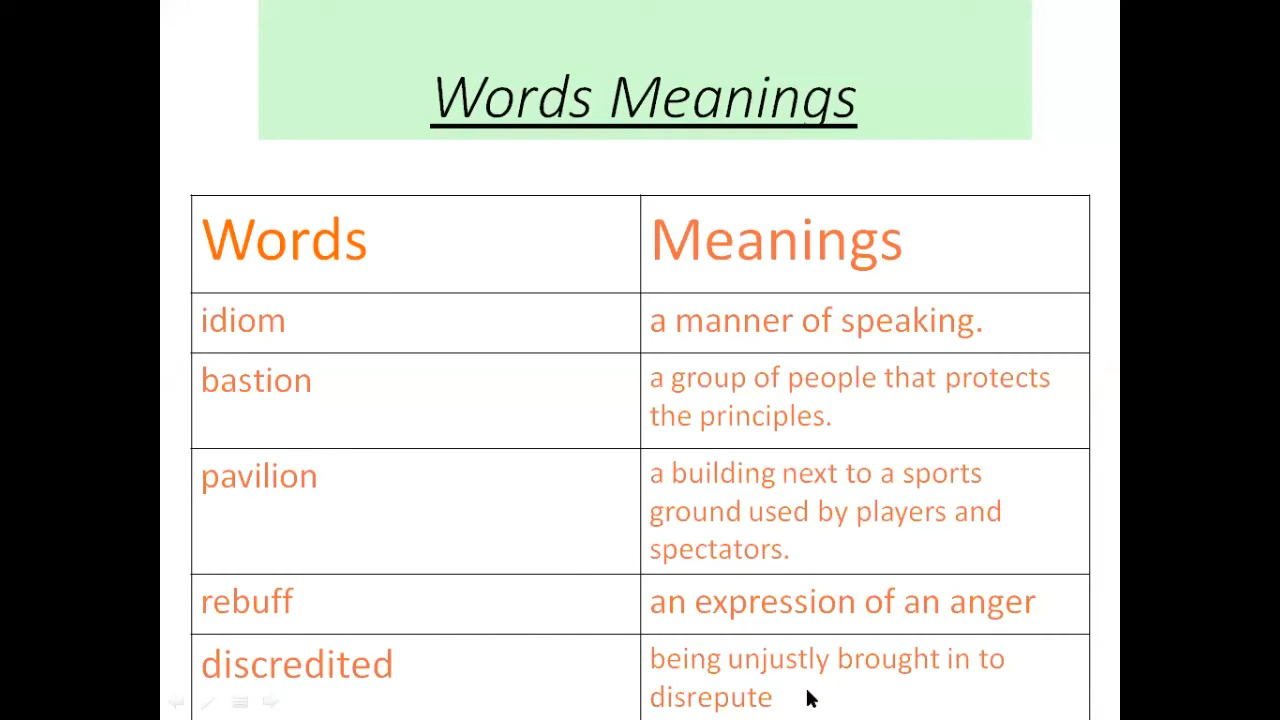 Words Meanings
Words
Meanings
idiom
a manner of speaking.
bastion
a group of people that protects
the principles.
pavilion
a building next to a sports
ground used by players and
spectators.
rebuff
an expression of an anger
discredited
being unjustly brought in to
disrepute